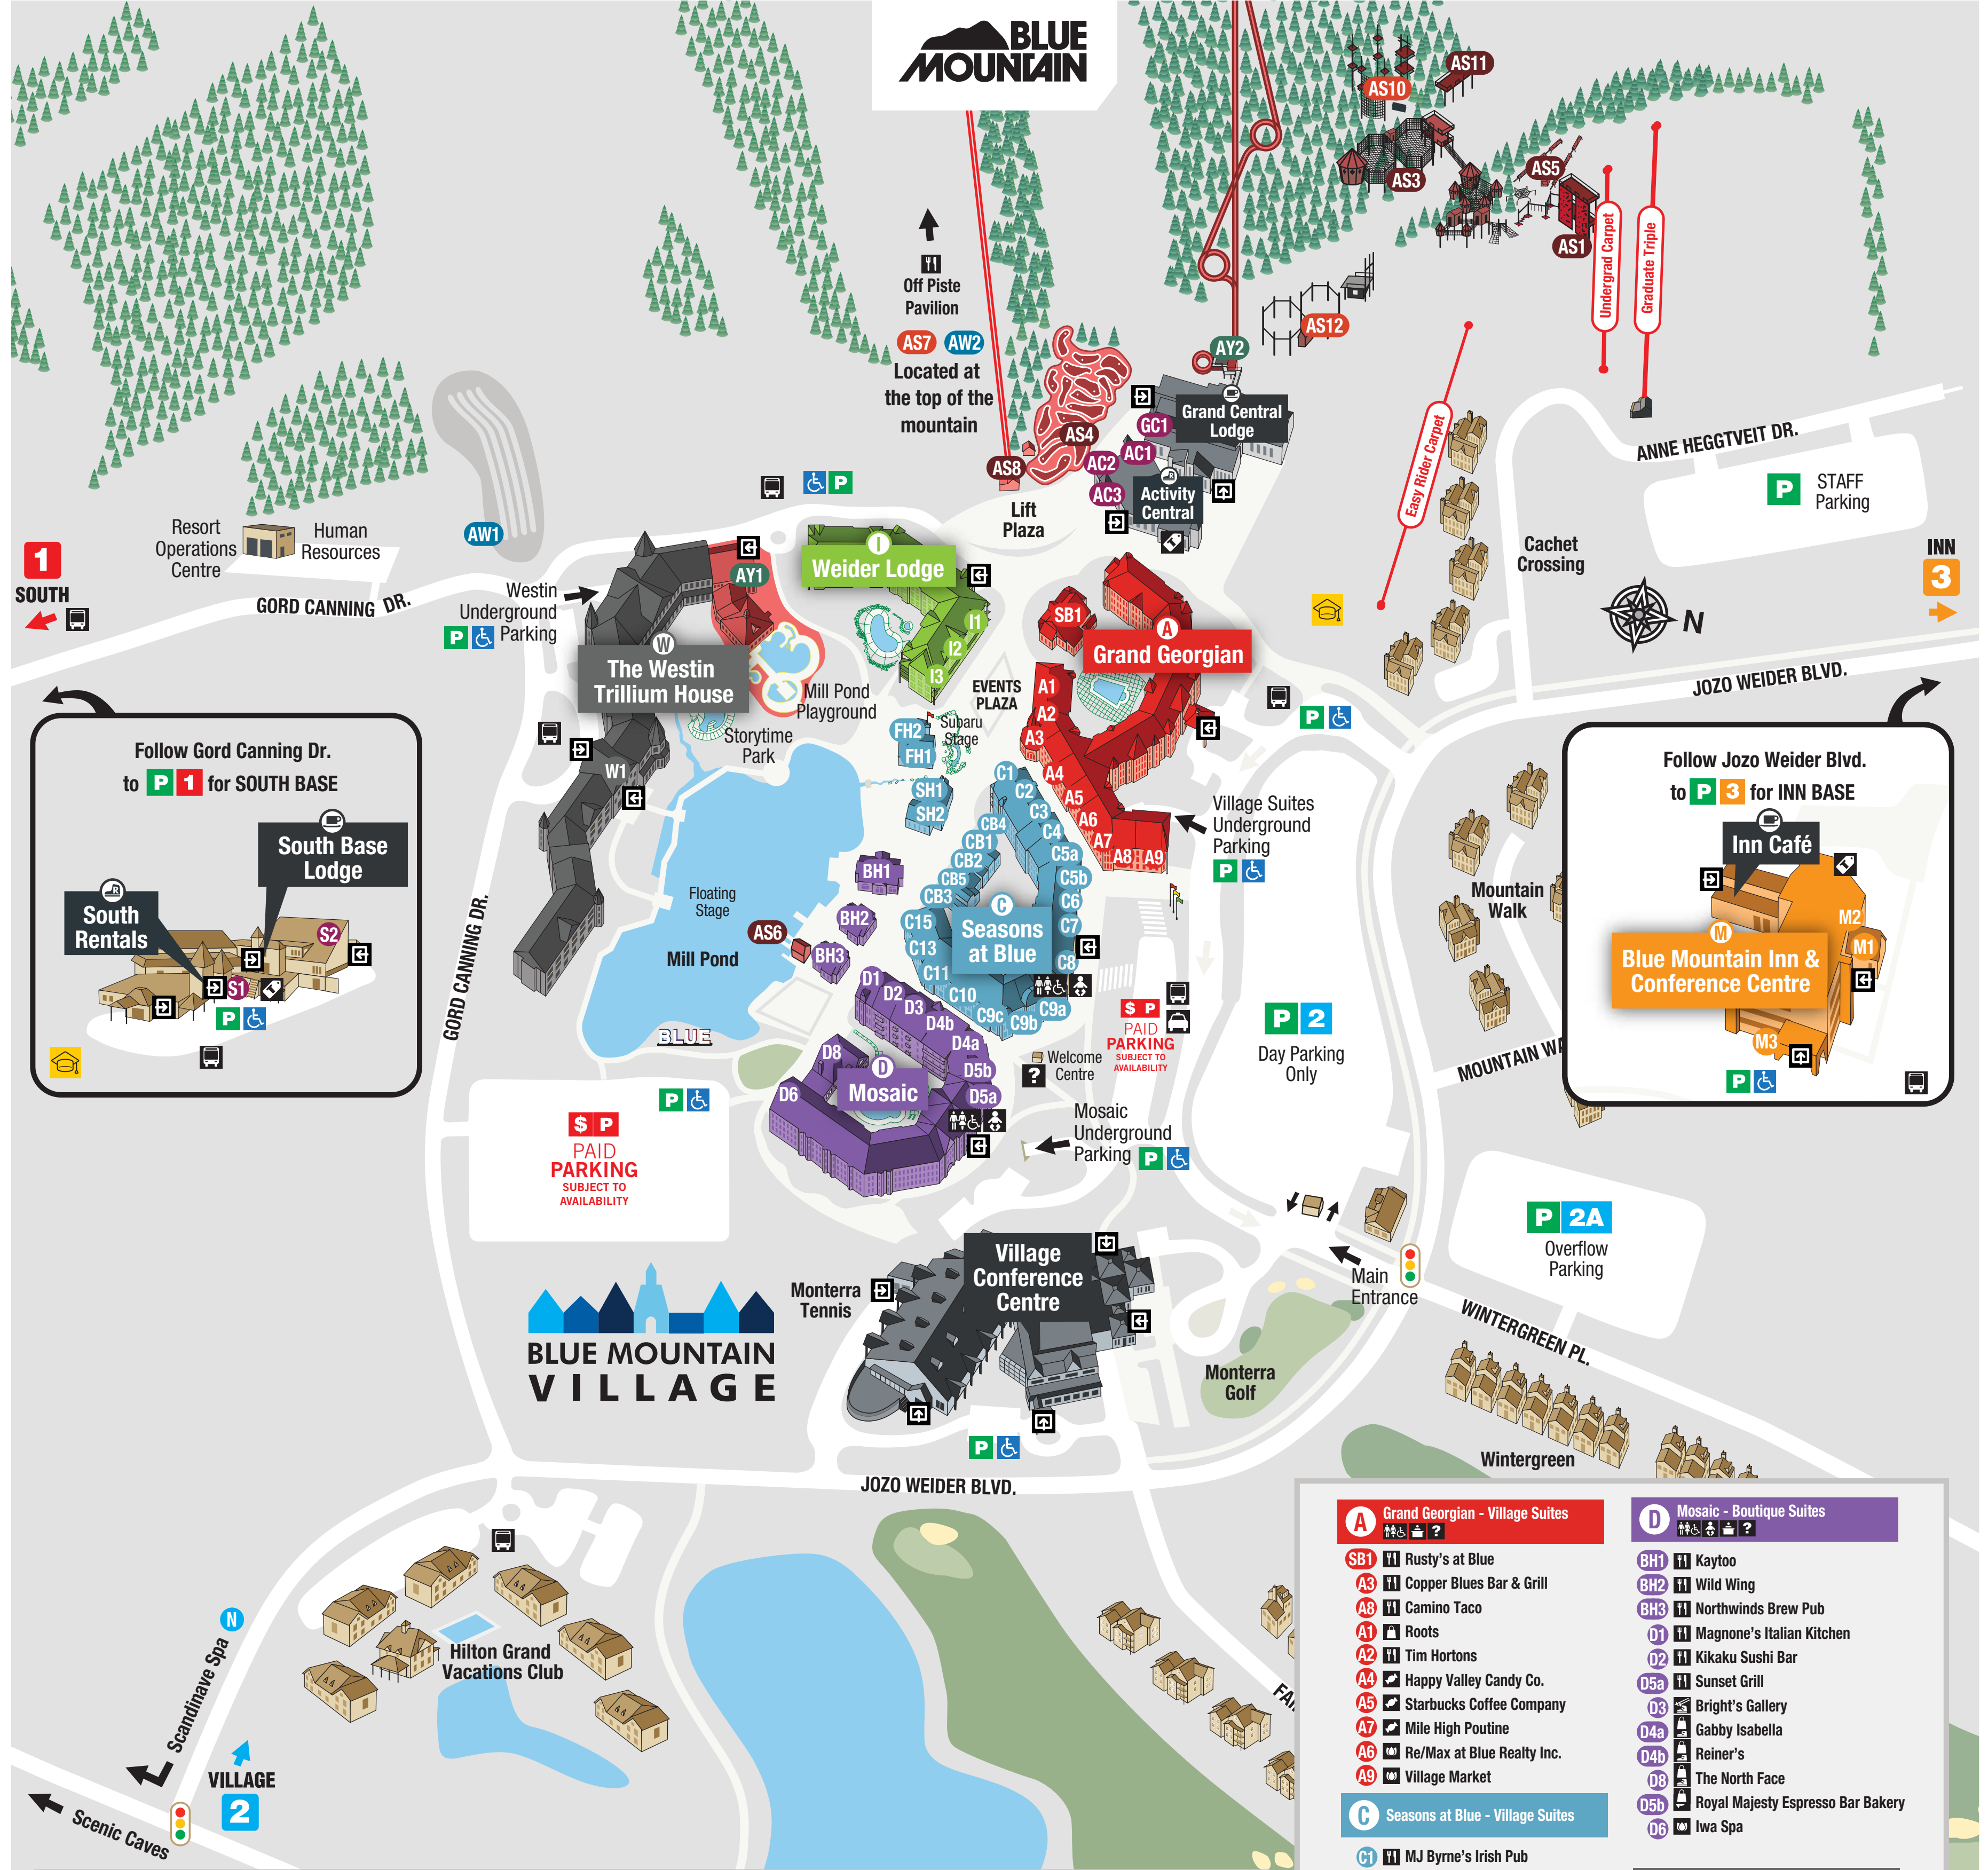 BLUE
MOUNTAIN
AS10
AS11
AS3
AS5
AS1
Undergrad Carpet
Graduate Triple
Off Piste
Pavilion
AS7 AW2
Located at
the top of the
mountain
AS12
AY2
Grand Central
Lodge
GC1
AS4
AC1
AC2
AC3
AS8
Activity
Central
Easy Rider Carpet
ANNE HEGGTVEIT DR.
P
STAFF
Parking
P
Lift
Plaza
Resort
Operations
Centre
Human
Resources
AW1
1
SOUTH
GORD CANNING DR.
Westin
Underground
Parking
P
AY1
I
Weider Lodge
I1
I2
I3
SB1
A
Grand Georgian
Cachet
Crossing
N
INN
3
JOZO WEIDER BLVD.
W
The Westin
Trillium House
Mill Pond
Playground
Storytime
Park
EVENTS
PLAZA
Subaru
Stage
FH2
FH1
SH1
SH2
A1
A2
A3
A4
A5
A6
A7
A8
A9
P
W1
C1
C2
C3
C4
CB4
CB1
CB2
CB5
CB3
C5a
C5b
C6
C7
C8
C15
C13
C11
C10
C9c
C9b
C9a
C
Seasons
at Blue
Village Suites
Underground
Parking
P
Follow Gord Canning Dr.
to P 1 for SOUTH BASE
South Base
Lodge
South
Rentals
S2
S1
P
GORD CANNING DR.
Floating
Stage
AS6
Mill Pond
BLUE
BH1
BH2
BH3
D1
D2
D3
D4b
D4a
D5b
D5a
D8
D6
D
Mosaic
Welcome
Centre
?
$ P
PAID
PARKING
SUBJECT TO
AVAILABILITY
P 2
Day Parking
Only
Mountain
Walk
MOUNTAIN WA
Follow Jozo Weider Blvd.
to P 3 for INN BASE
Inn Café
M
Blue Mountain Inn &
Conference Centre
M2
M1
M3
P
P
$ P
PAID
PARKING
SUBJECT TO
AVAILABILITY
Mosaic
Underground
Parking P
P 2A
Overflow
Parking
Main
Entrance
WINTERGREEN PL.
Village
Conference
Centre
Monterra
Tennis
Monterra
Golf
BLUE MOUNTAIN
VILLAGE
P
JOZO WEIDER BLVD.
Wintergreen
Hilton Grand
Vacations Club
N
Scandinave Spa
VILLAGE
2
Scenic Caves
FA
A Grand Georgian - Village Suites
?
SB1 Rusty's at Blue
A3 Copper Blues Bar & Grill
A8 Camino Taco
A1 Roots
A2 Tim Hortons
A4 Happy Valley Candy Co.
A5 Starbucks Coffee Company
A7 Mile High Poutine
A6 Re/Max at Blue Realty Inc.
A9 Village Market
C Seasons at Blue - Village Suites
C1 MJ Byrne's Irish Pub
D Mosaic - Boutique Suites
?
BH1 Kaytoo
BH2 Wild Wing
BH3 Northwinds Brew Pub
D1 Magnone's Italian Kitchen
D2 Kikaku Sushi Bar
D5a Sunset Grill
D3 Bright's Gallery
D4a Gabby Isabella
D4b Reiner's
D8 The North Face
D5b Royal Majesty Espresso Bar Bakery
D6 Iwa Spa